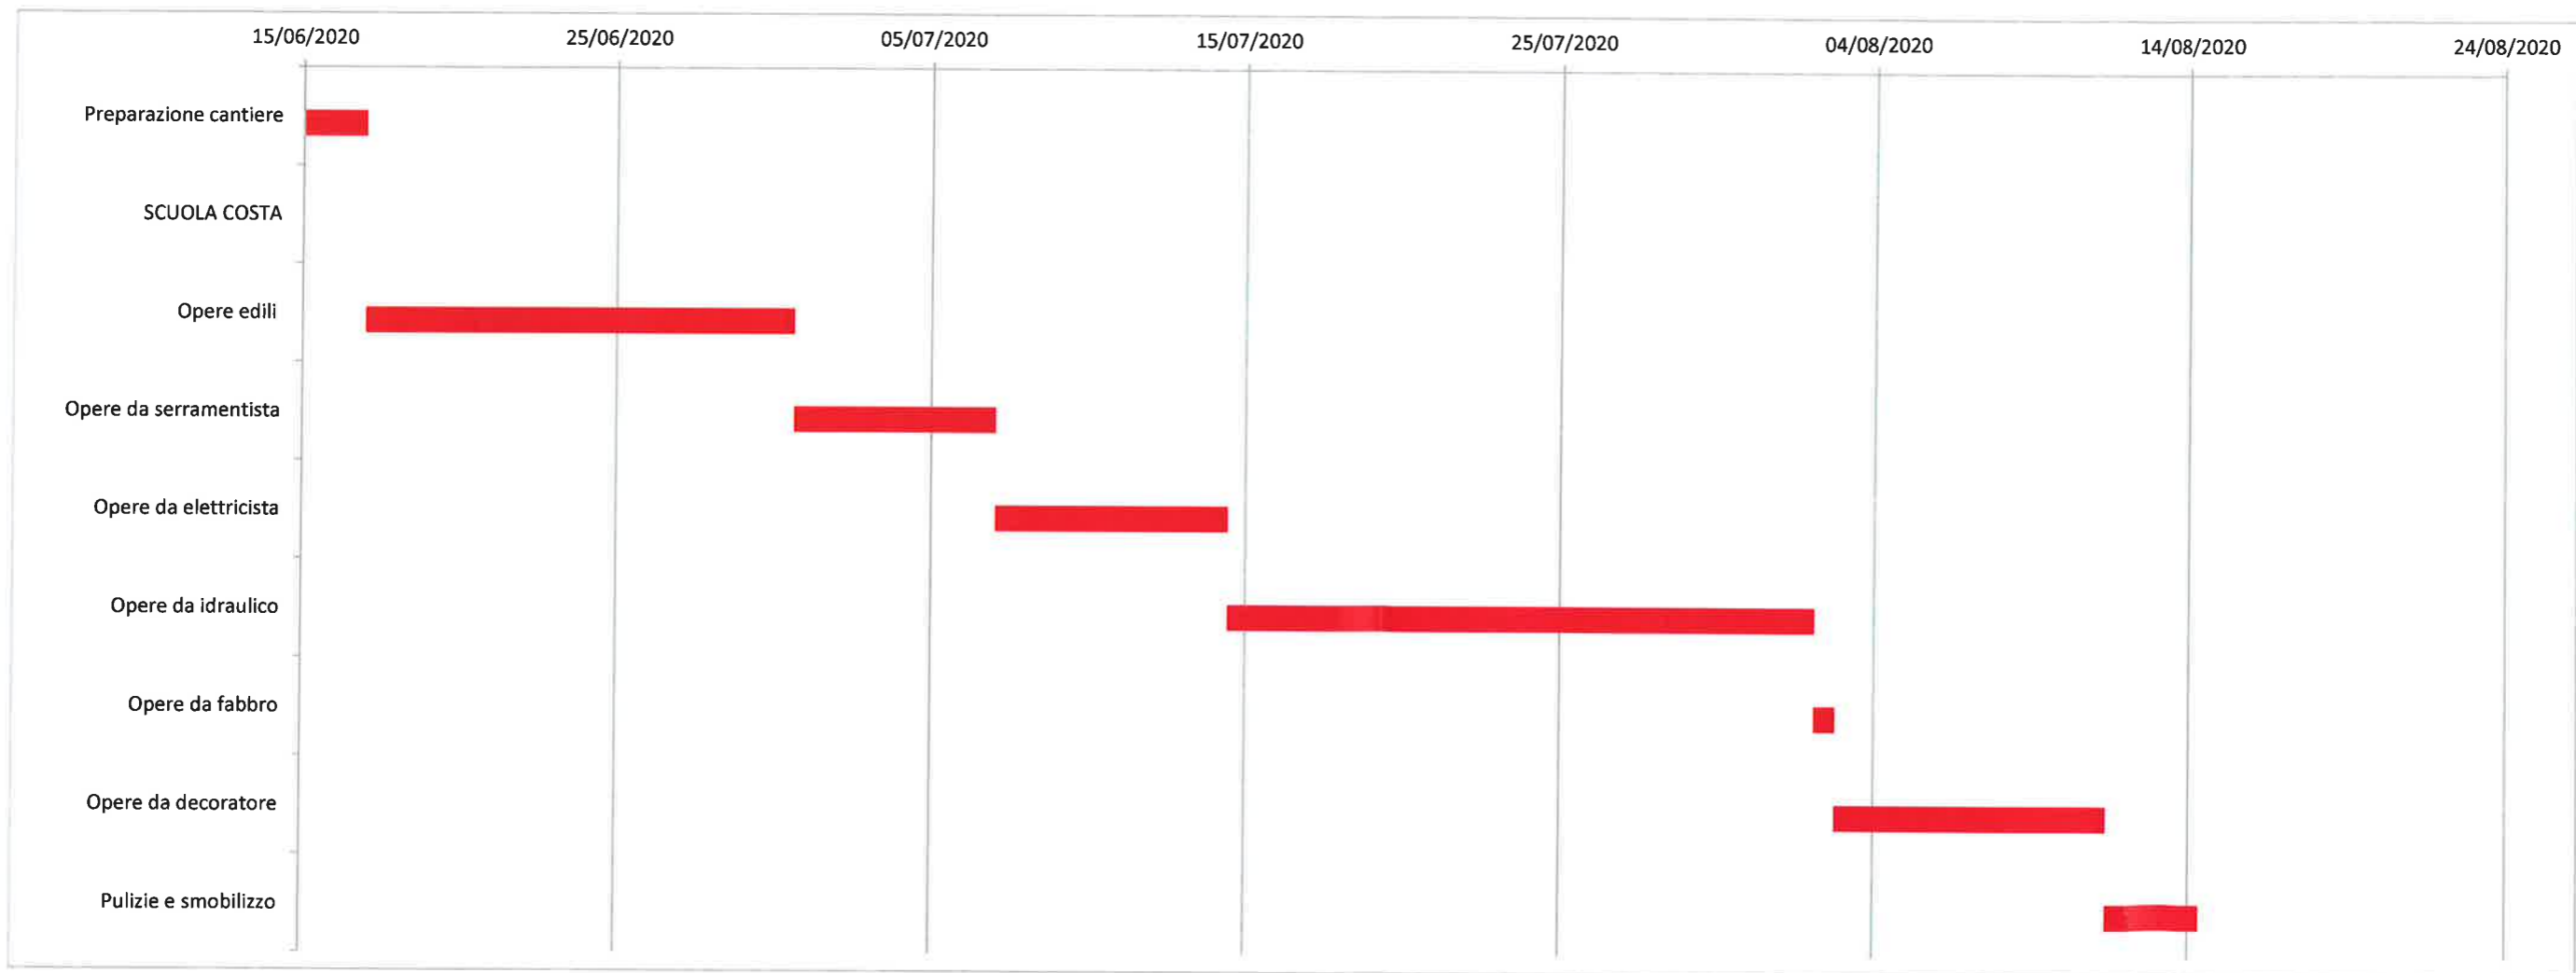 15/06/2020 25/06/2020 05/07/2020 15/07/2020 25/07/2020 04/08/2020 14/08/2020 24/08/2020
Preparazione cantiere
SCUOLA COSTA
Opere edili
Opere da serramentista
Opere da elettricista
Opere da idraulico
Opere da fabbro
Opere da decoratore
Pulizie e smobilizzo